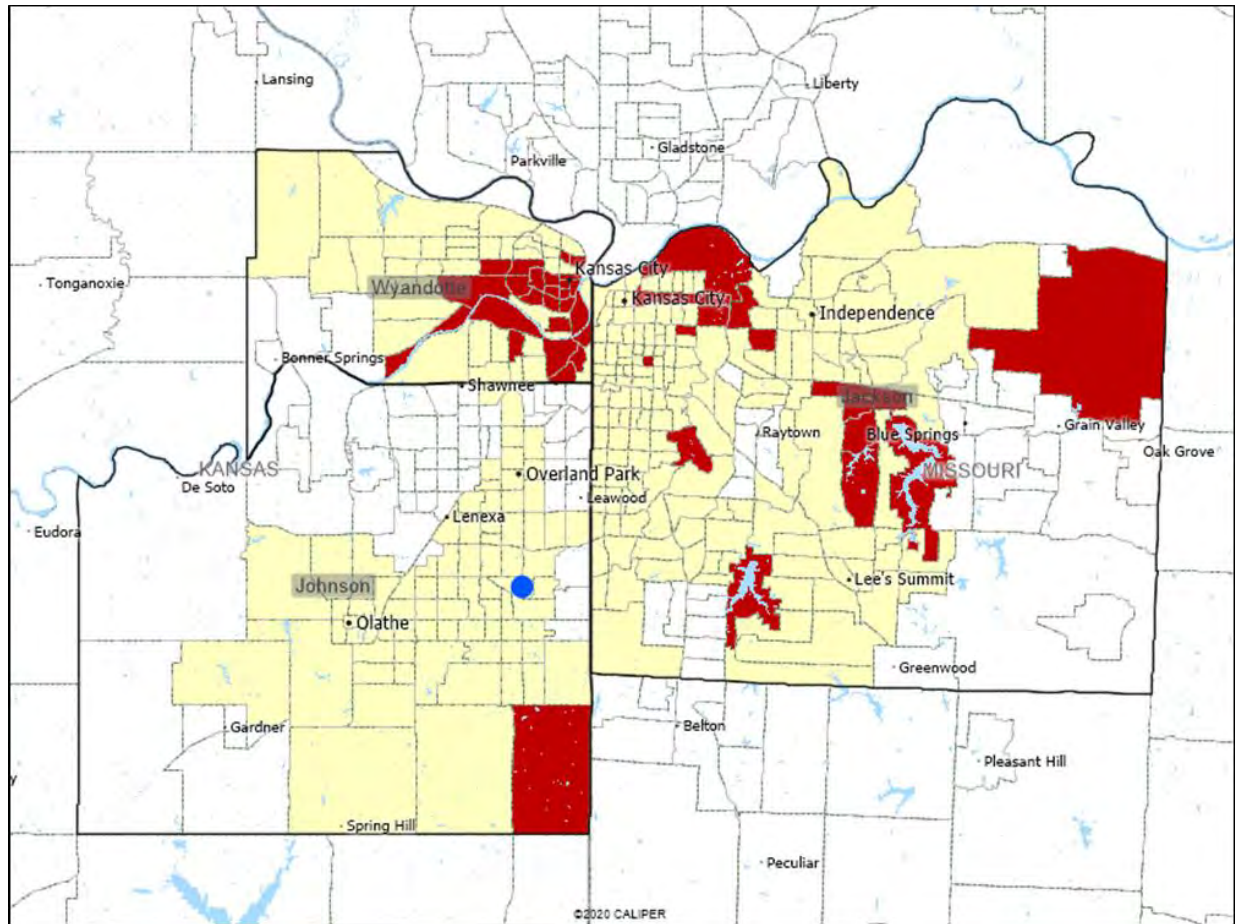 Lansing
Liberty
Gladstone
Parkville
Kansas City
Tonganoxie
Wyandotte
Kansas City
Independence
Bonner Springs
Shawnee
Jackson
Grain Valley
Raytown
Blue Springs
Oak Grove
KANSAS
Overland Park
MISSOURI
De Soto
Leawood
Lenexa
Eudora
Johnson
Lee's Summit
Olathe
Greenwood
Gardner
Belton
Pleasant Hill
y
Spring Hill
Peculiar
©2020 CALIPER